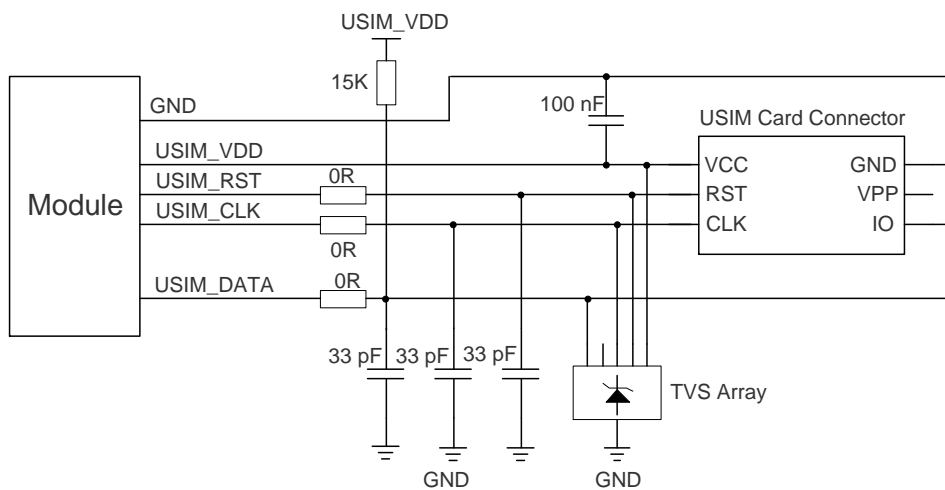 USIM_VDD
15K
GND
100 nF
USIM Card Connector
USIM_VDD
VCC
GND
Module
USIM_RST
0R
RST
VPP
USIM_CLK
CLK
IO
0R
USIM_DATA
0R
33 pF
33 pF
33 pF
TVS Array
GND
GND